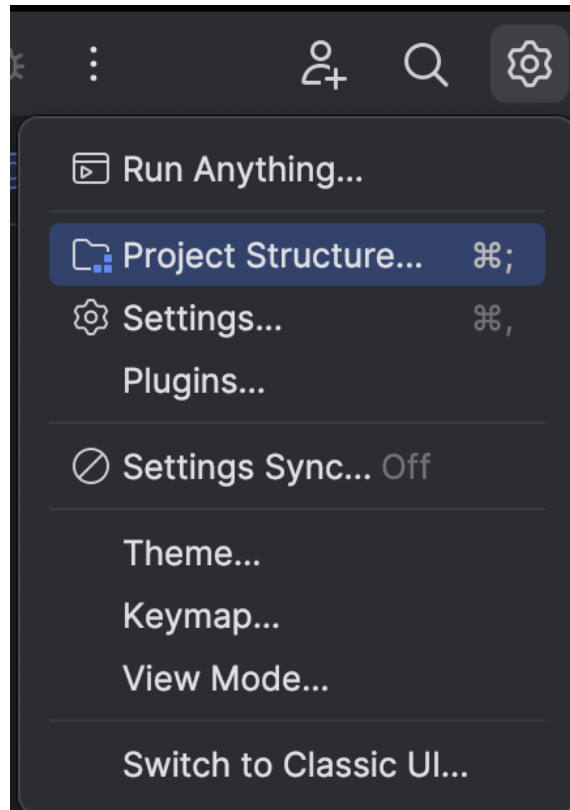 Run Anything...
Project Structure... ⌘;
Settings... ⌘,
Plugins...
Settings Sync... Off
Theme...
Keymap...
View Mode...
Switch to Classic UI...